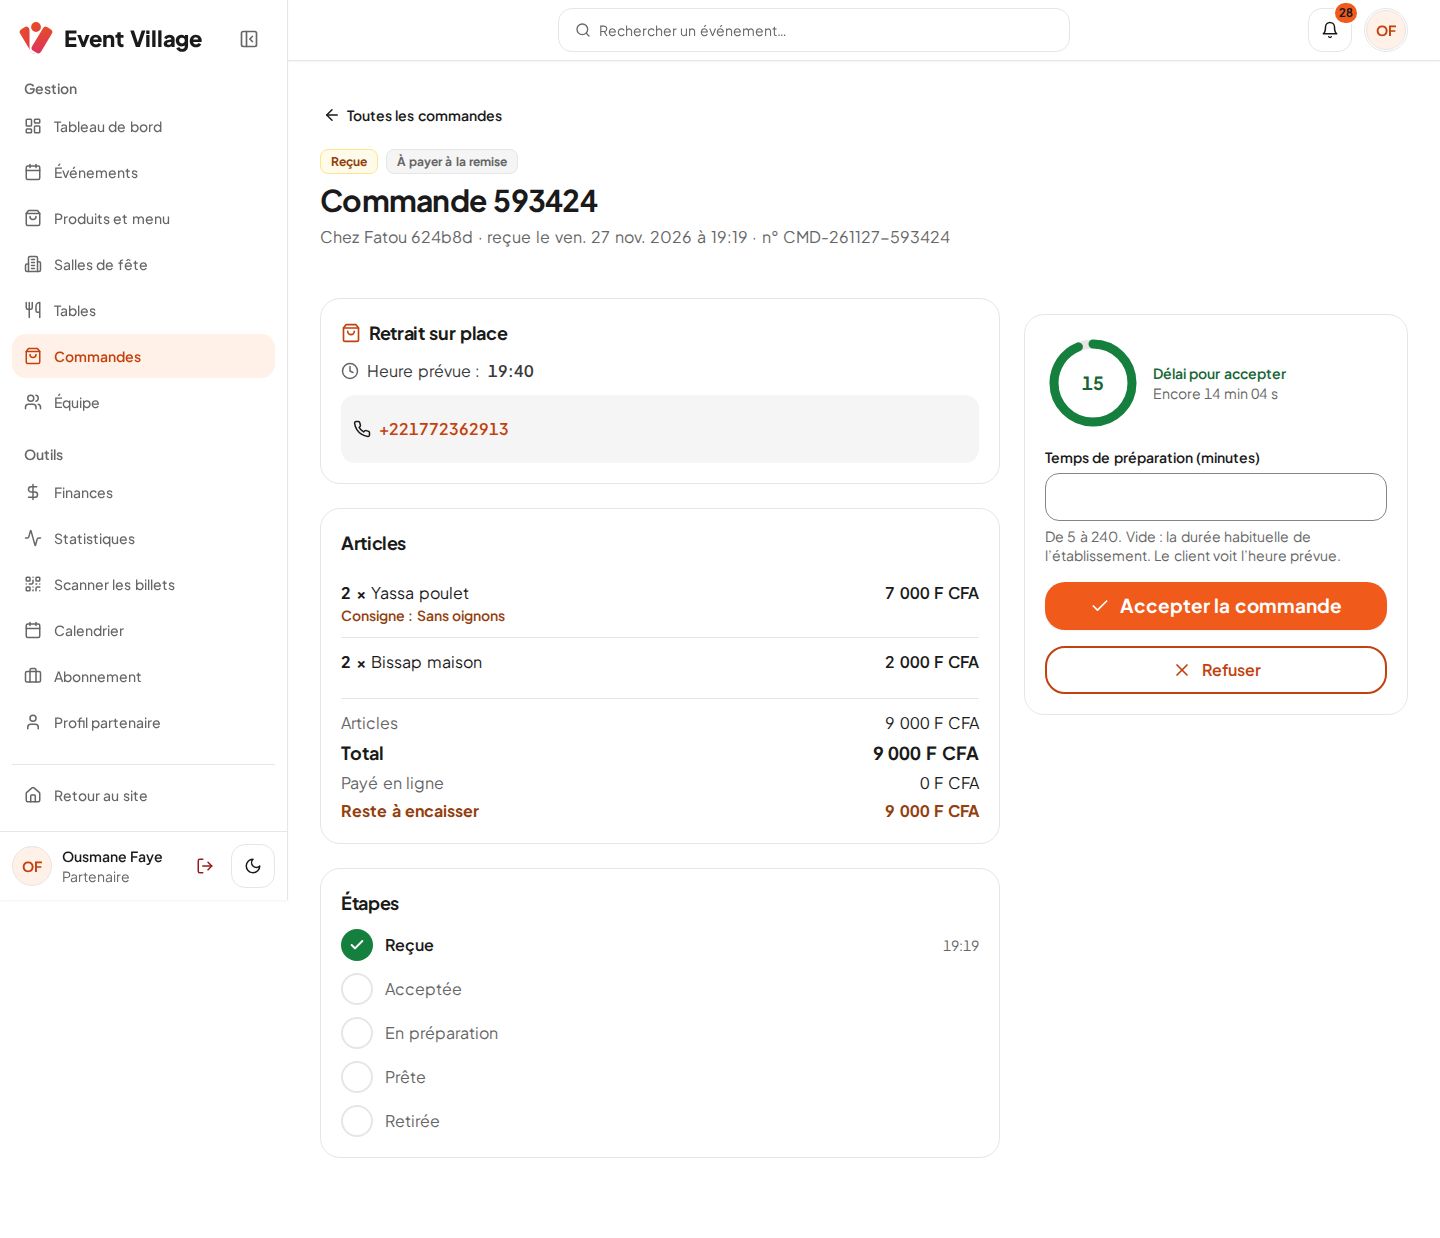 Event Village
Rechercher un événement…
28
OF
Gestion
Tableau de bord
Événements
Produits et menu
Salles de fête
Tables
Commandes
Équipe
Outils
Finances
Statistiques
Scanner les billets
Calendrier
Abonnement
Profil partenaire
Retour au site
OF
Ousmane Faye
Partenaire
Toutes les commandes
Reçue
À payer à la remise
Commande 593424
Chez Fatou 624b8d · reçue le ven. 27 nov. 2026 à 19:19 · n° CMD-261127-593424
Retrait sur place
Heure prévue : 19:40
+221772362913
Articles
2 × Yassa poulet 7 000 F CFA
Consigne : Sans oignons
2 × Bissap maison 2 000 F CFA
Articles 9 000 F CFA
Total 9 000 F CFA
Payé en ligne 0 F CFA
Reste à encaisser 9 000 F CFA
Étapes
Reçue 19:19
Acceptée
En préparation
Prête
Retirée
15
Délai pour accepter
Encore 14 min 04 s
Temps de préparation (minutes)
De 5 à 240. Vide : la durée habituelle de
l'établissement. Le client voit l'heure prévue.
Accepter la commande
Refuser